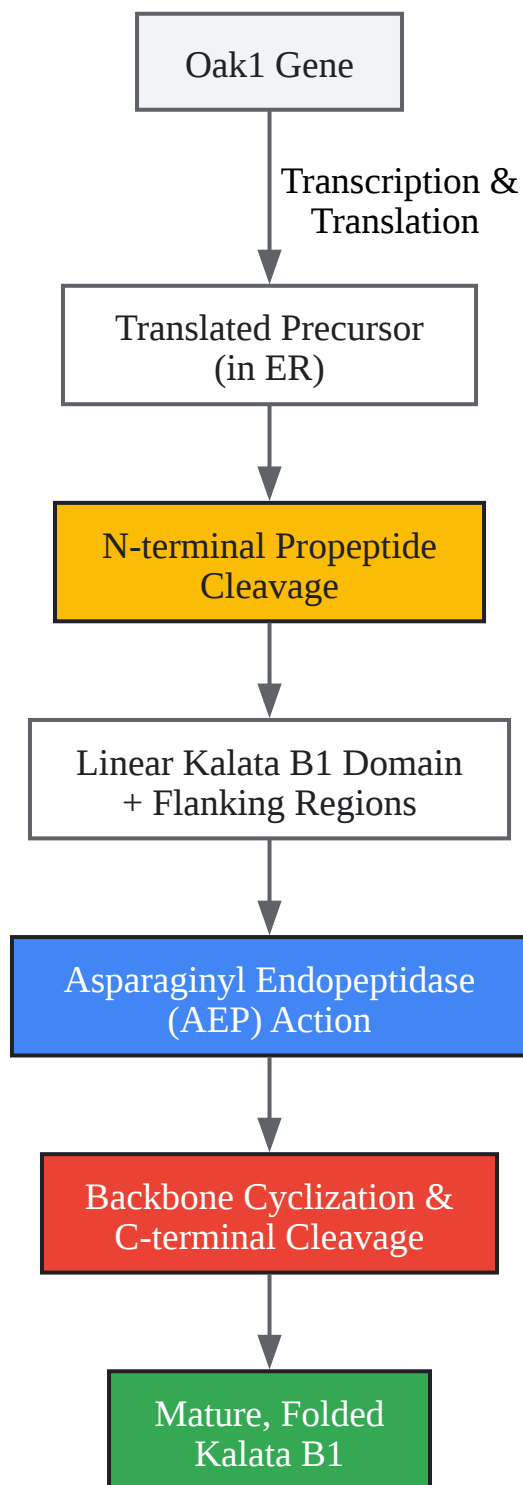 Oak1 Gene
Transcription &
Translation
Translated Precursor
(in ER)
N-terminal Propeptide
Cleavage
Linear Kalata B1 Domain
+ Flanking Regions
Asparaginyl Endopeptidase
(AEP) Action
Backbone Cyclization &
C-terminal Cleavage
Mature, Folded
Kalata B1